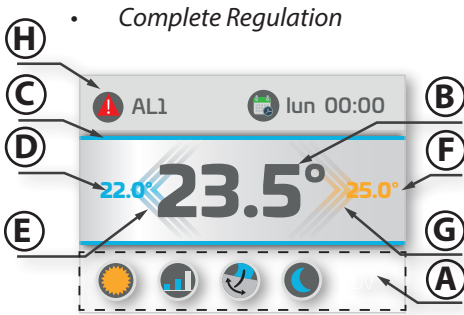 • Complete Regulation
H
AL1 lun 00:00
C B
D F
22.0° 23.5° 25.0°
E G
A